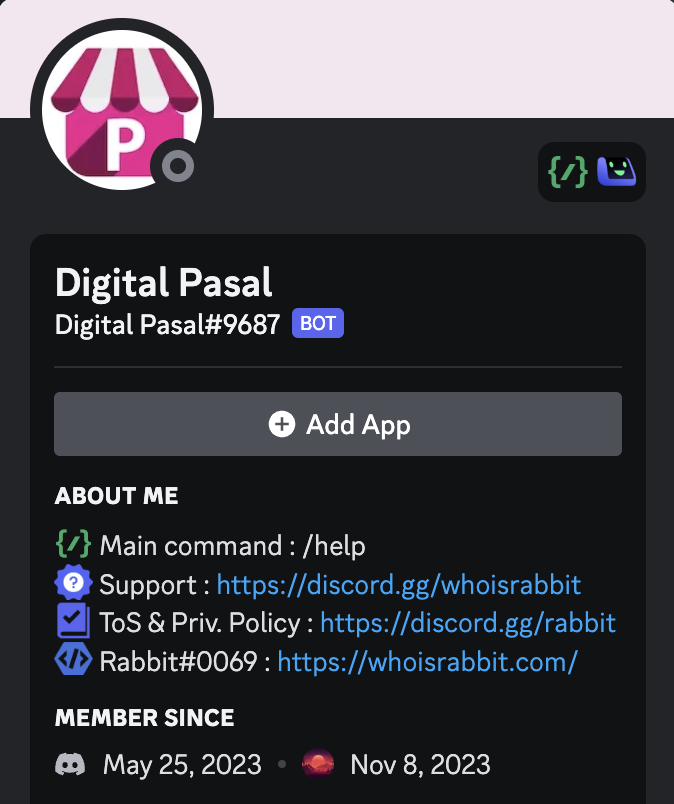 P
Digital Pasal
Digital Pasal#9687 BOT
Add App
ABOUT ME
Main command : /help
Support : https://discord.gg/whoisrabbit
ToS & Priv. Policy : https://discord.gg/rabbit
Rabbit#0069 : https://whoisrabbit.com/
MEMBER SINCE
May 25, 2023 • Nov 8, 2023